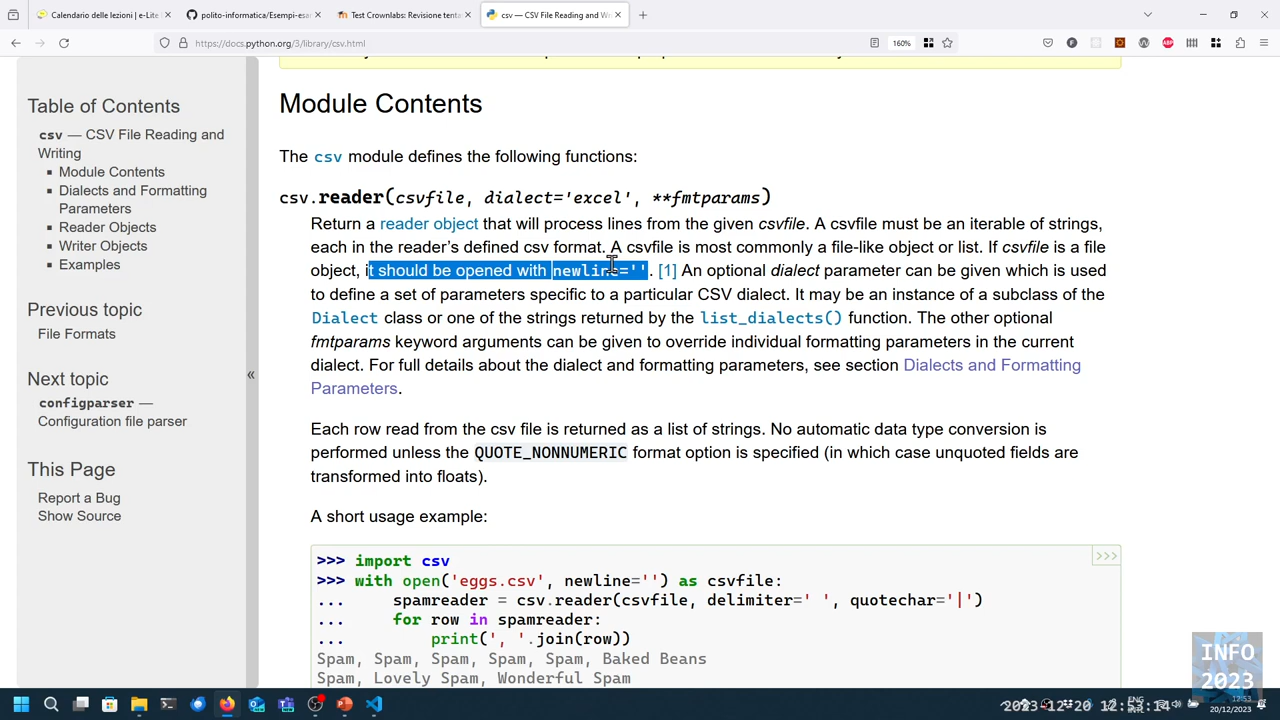 Calendario delle lezioni | e-Lite
polito-informatica/Esempi-esa
Test Crownlabs: Revisione tenta
csv — CSV File Reading and Wr
https://docs.python.org/3/library/csv.html
160%
Table of Contents
csv — CSV File Reading and
Writing
Module Contents
Dialects and Formatting
Parameters
Reader Objects
Writer Objects
Examples
Previous topic
File Formats
Next topic
configparser —
Configuration file parser
This Page
Report a Bug
Show Source
«
Module Contents
The csv module defines the following functions:
csv.reader(csvfile, dialect='excel', **fmtparams)
Return a reader object that will process lines from the given csvfile. A csvfile must be an iterable of strings,
each in the reader’s defined csv format. A csvfile is most commonly a file-like object or list. If csvfile is a file
object, it should be opened with newline=''. [1] An optional dialect parameter can be given which is used
to define a set of parameters specific to a particular CSV dialect. It may be an instance of a subclass of the
Dialect class or one of the strings returned by the list_dialects() function. The other optional
fmtparams keyword arguments can be given to override individual formatting parameters in the current
dialect. For full details about the dialect and formatting parameters, see section Dialects and Formatting
Parameters.
Each row read from the csv file is returned as a list of strings. No automatic data type conversion is
performed unless the QUOTE_NONNUMERIC format option is specified (in which case unquoted fields are
transformed into floats).
A short usage example:
>>>
>>> import csv
>>> with open('eggs.csv', newline='') as csvfile:
... spamreader = csv.reader(csvfile, delimiter=' ', quotechar='|')
... for row in spamreader:
... print(', '.join(row))
Spam, Spam, Spam, Spam, Spam, Baked Beans
Spam, Lovely Spam, Wonderful Spam
INFO
2023
ENG
12:53
2023-12-20 12:53:14
20/12/2023